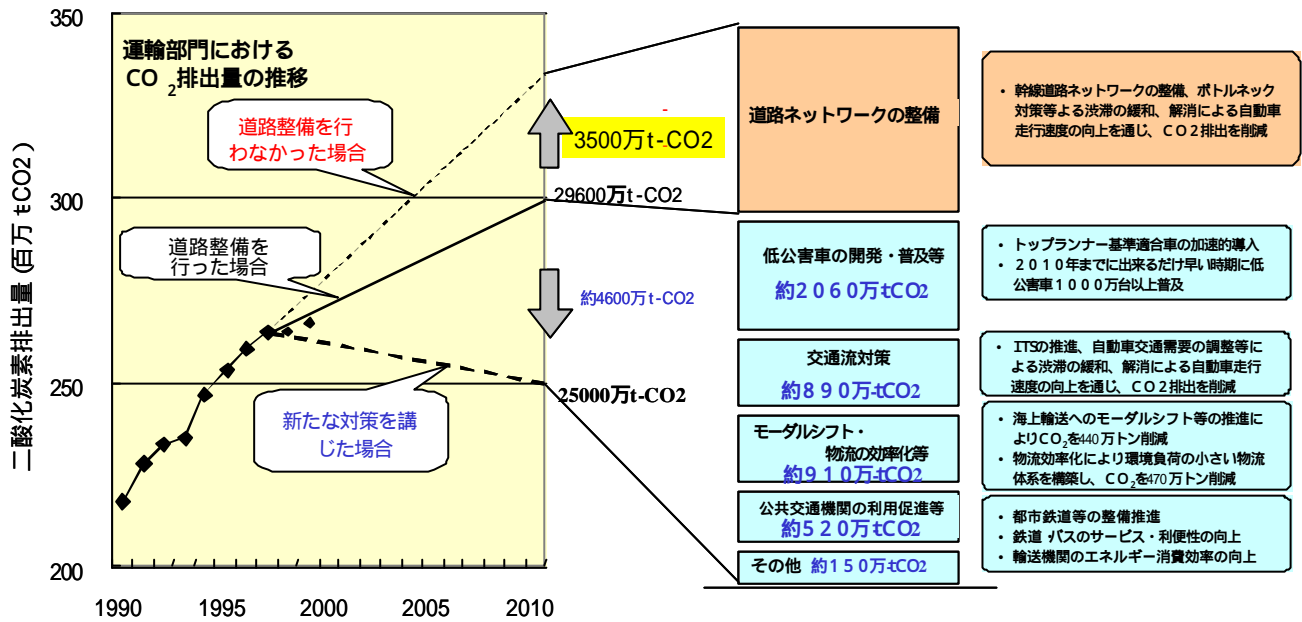 350
300
250
200
二酸化炭素排出量(百万tCO2)
1990
1995
2000
2005
2010
運輸部門における
CO2排出量の推移
道路整備を行
わなかった場合
道路整備を
行った場合
新たな対策を講
じた場合
3500万t-CO2
29600万t-CO2
約4600万t-CO2
25000万t-CO2
道路ネットワークの整備
・ 幹線道路ネットワークの整備、ボトルネック
対策等よる渋滞の緩和、解消による自動車
走行速度の向上を通じ、CO2排出を削減
低公害車の開発・普及等
約2060万tCO2
・ トップランナー基準適合車の加速的導入
・ 2010年までに出来るだけ早い時期に低
公害車1000万台以上普及
交通流対策
約890万-tCO2
・ ITSの推進、自動車交通需要の調整等に
よる渋滞の緩和、解消による自動車走行
速度の向上を通じ、CO2排出を削減
モーダルシフト・
物流の効率化等
約910万-tCO2
・ 海上輸送へのモーダルシフト等の推進に
よりCO2を440万トン削減
・ 物流効率化により環境負荷の小さい物流
体系を構築し、CO2を470万トン削減
公共交通機関の利用促進等
約520万tCO2
・ 都市鉄道等の整備推進
・ 鉄道・バスのサービス・利便性の向上
・ 輸送機関のエネルギー消費効率の向上
その他 約150万tCO2